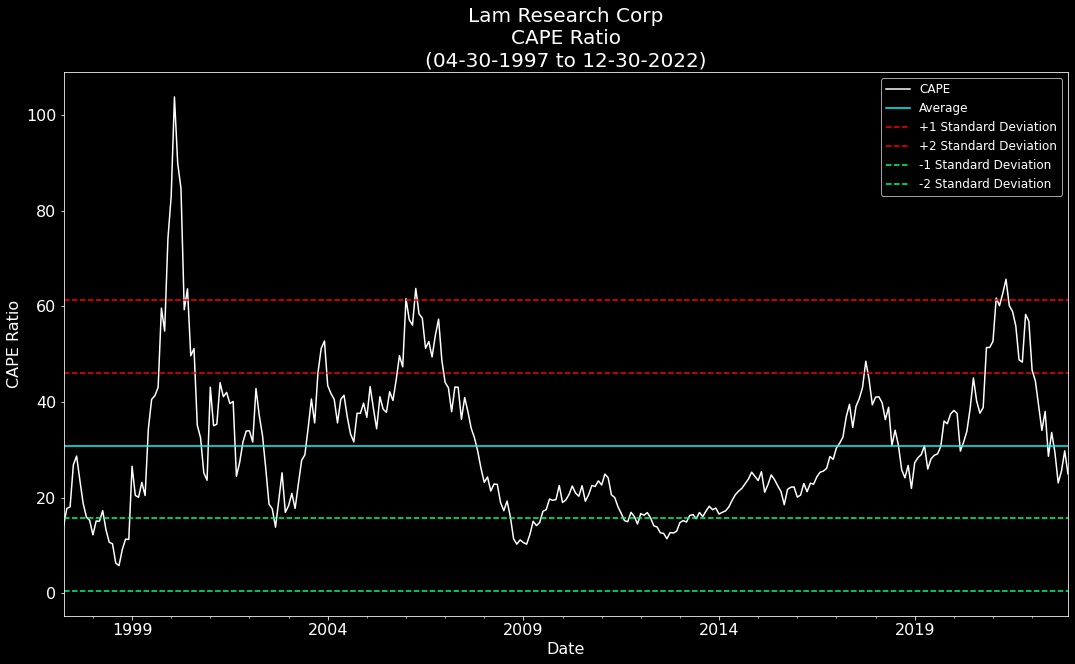 Lam Research Corp
CAPE Ratio
(04-30-1997 to 12-30-2022)
CAPE
Average
+1 Standard Deviation
+2 Standard Deviation
-1 Standard Deviation
-2 Standard Deviation
CAPE Ratio
100
80
60
40
20
0
1999 2004 2009 2014 2019
Date